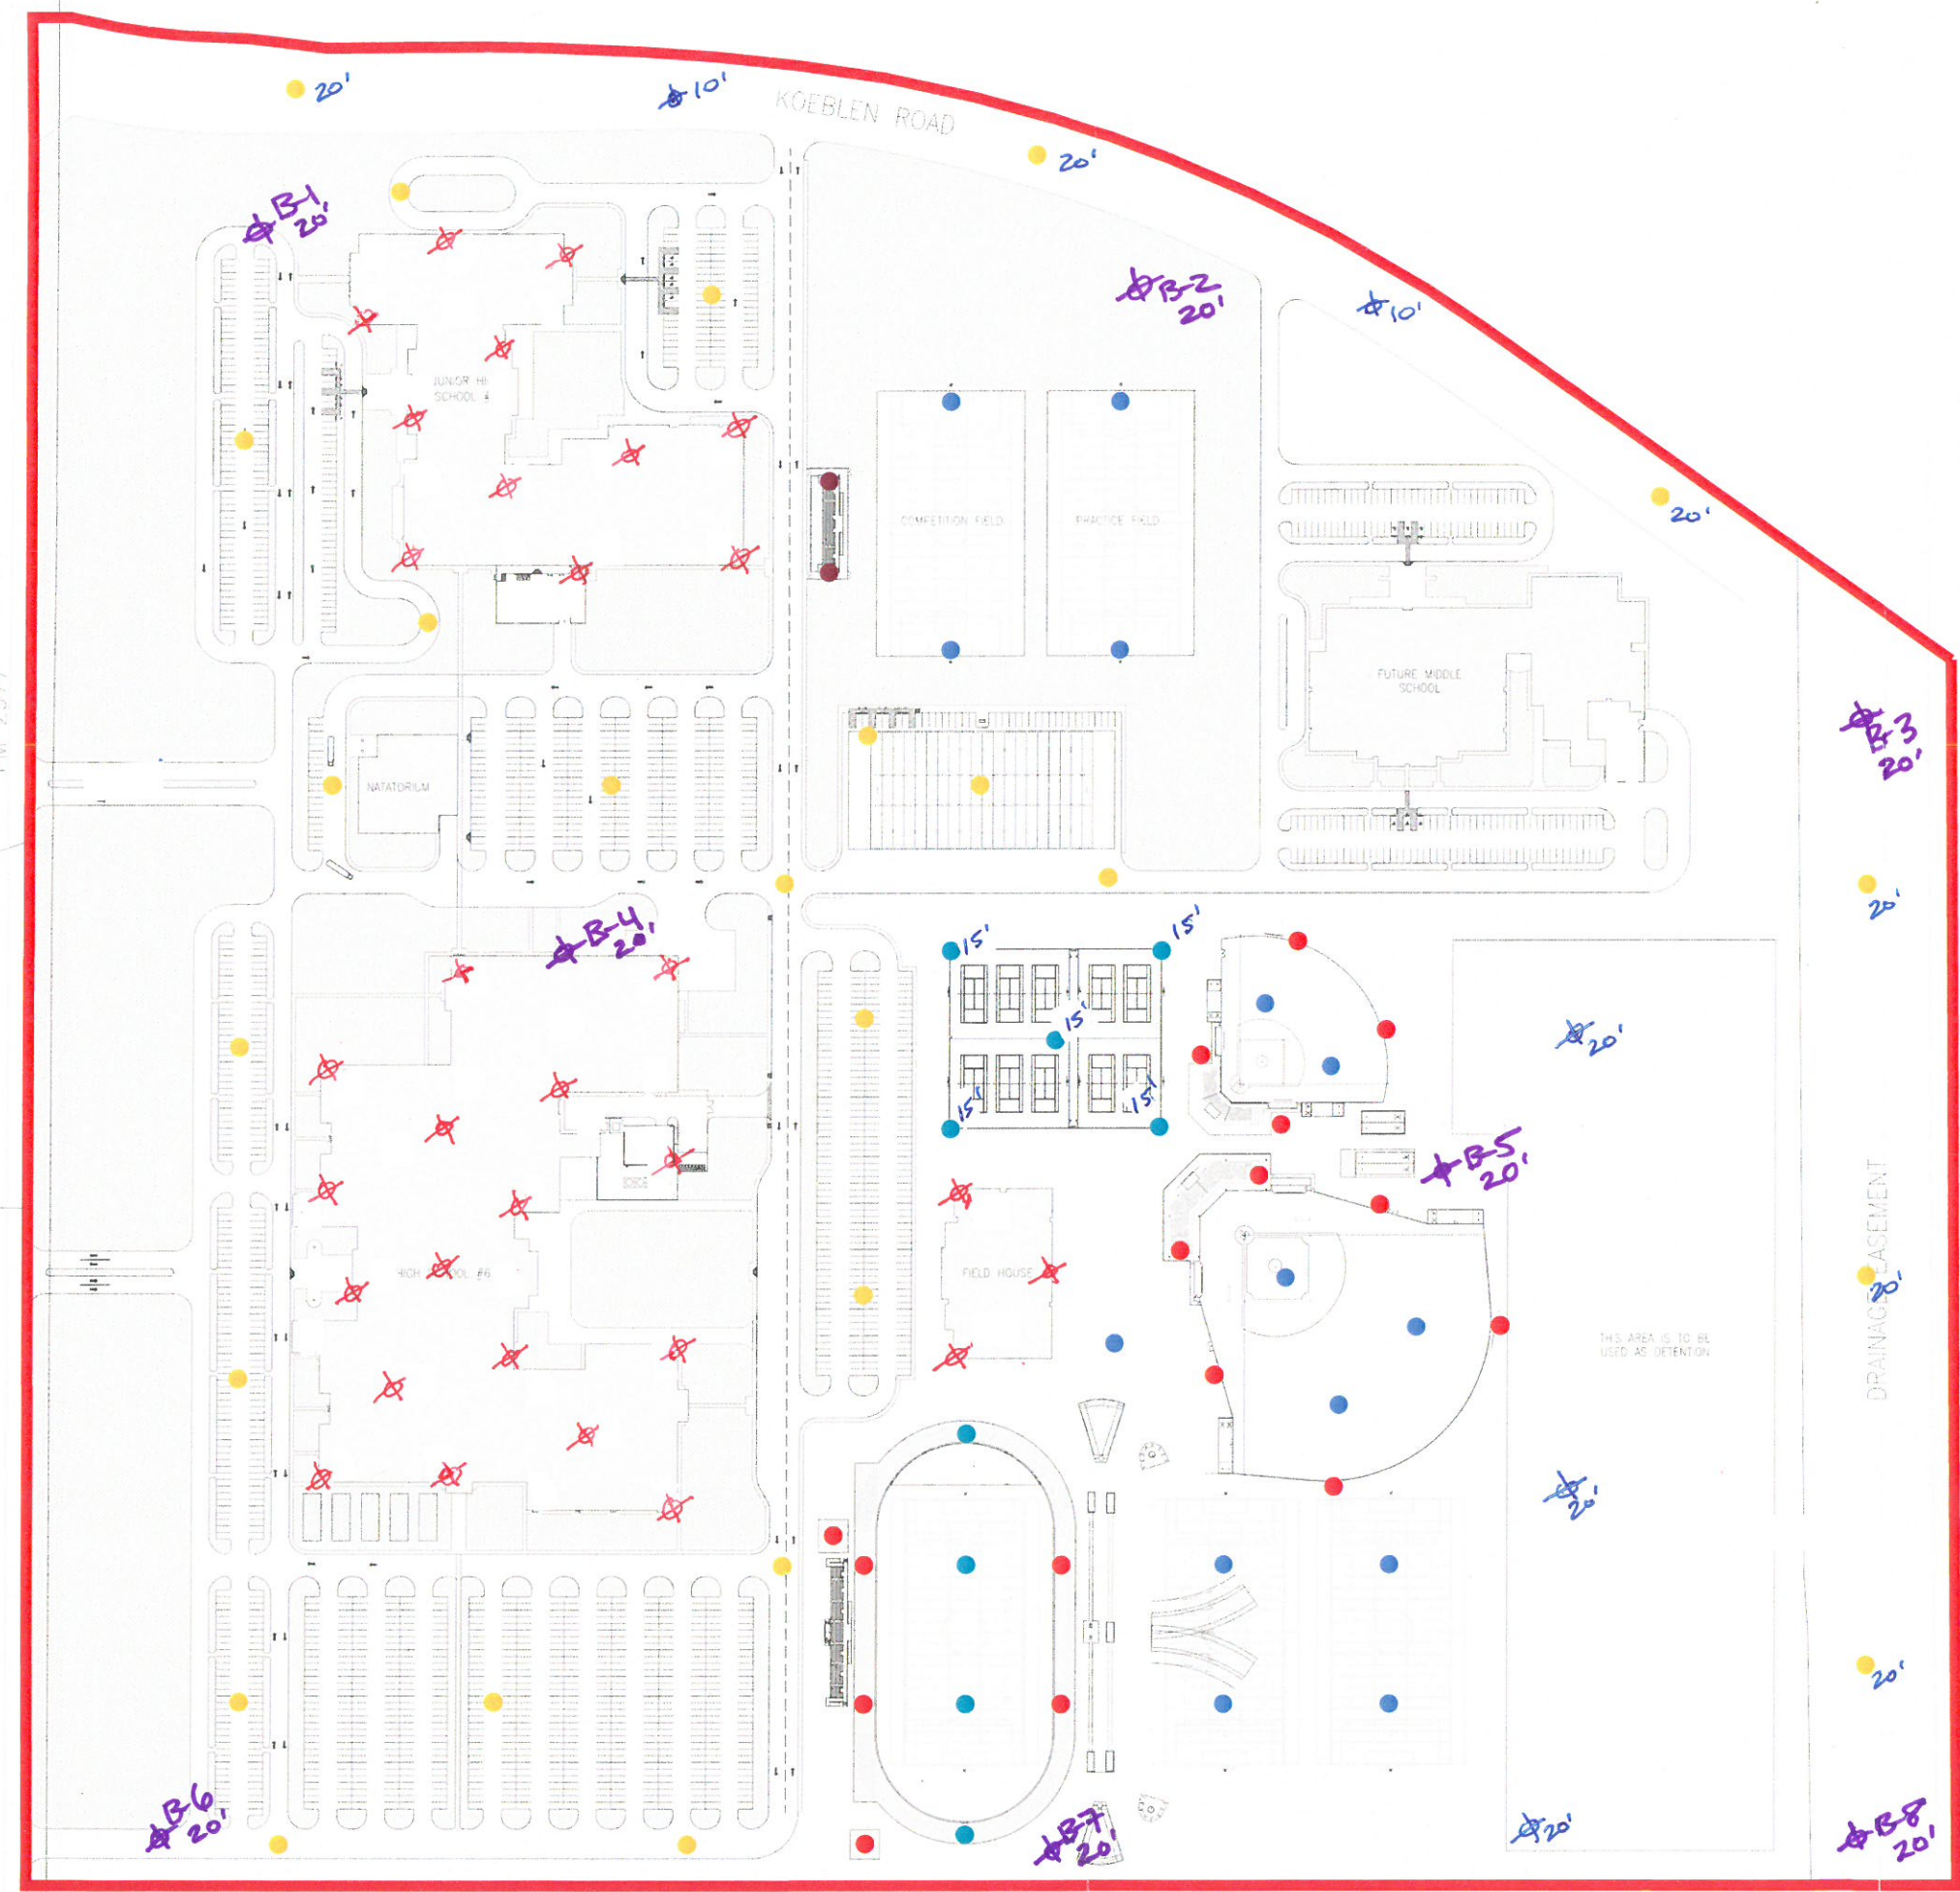 20'
10'
KOEBLEN ROAD
20'
B-1
20'
B-2
20'
10'
JUNIOR HI
SCHOOL
20'
COMPETITION FIELD
PRACTICE FIELD
FUTURE MIDDLE
SCHOOL
B-3
20'
NATATORIUM
20'
B-4
20'
15'
15'
15'
20'
15'
15'
B-5
20'
DRAINAGE EASEMENT
FIELD HOUSE
HIGH OOL #6
20'
THIS AREA IS TO BE
USED AS DETENTION
20'
20'
B-6
20'
B-7
20'
20'
B-8
20'